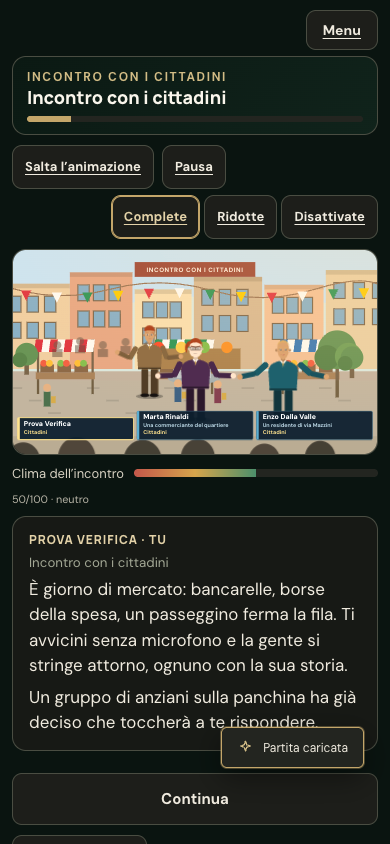 Menu
INCONTRO CON I CITTADINI
Incontro con i cittadini
Salta l’animazione
Pausa
Complete
Ridotte
Disattivate
INCONTRO CON I CITTADINI
Prova Verifica
Cittadini
Marta Rinaldi
Una commerciante del quartiere
Cittadini
Enzo Dalla Valle
Un residente di via Mazzini
Cittadini
Clima dell’incontro
50/100 · neutro
PROVA VERIFICA · TU
Incontro con i cittadini
È giorno di mercato: bancarelle, borse
della spesa, un passeggino ferma la fila. Ti
avvicini senza microfono e la gente si
stringe attorno, ognuno con la sua storia.
Un gruppo di anziani sulla panchina ha già
deciso che toccherà a te rispondere.
Partita caricata
Continua